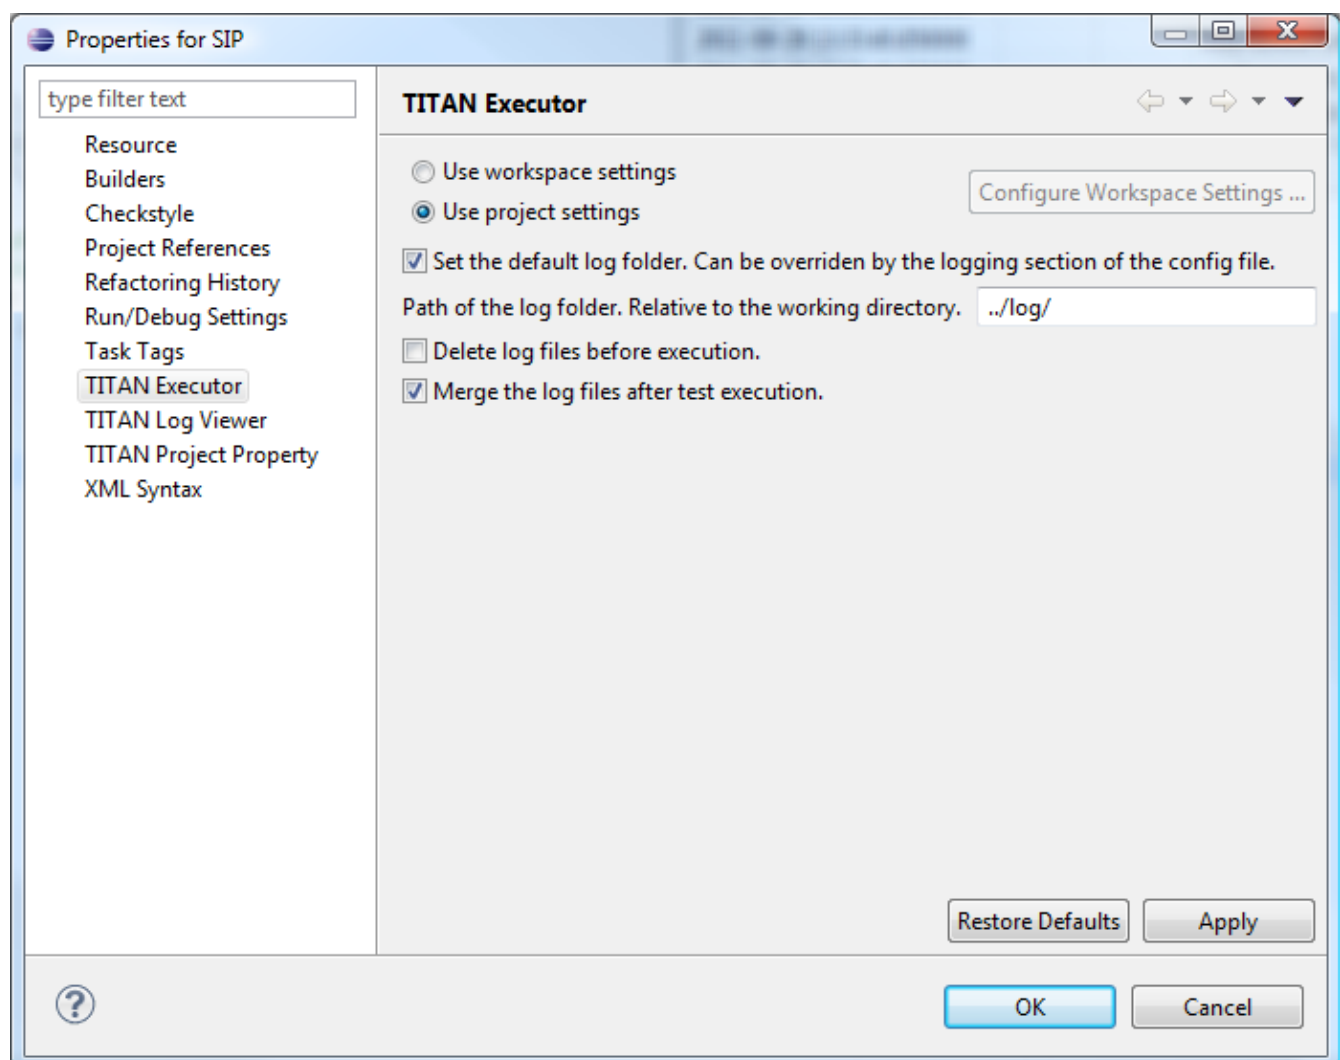 Properties for SIP
type filter text
Resource
Builders
Checkstyle
Project References
Refactoring History
Run/Debug Settings
Task Tags
TITAN Executor
TITAN Log Viewer
TITAN Project Property
XML Syntax
TITAN Executor
Use workspace settings
Configure Workspace Settings ...
Use project settings
Set the default log folder. Can be overriden by the logging section of the config file.
Path of the log folder. Relative to the working directory. ../log/
Delete log files before execution.
Merge the log files after test execution.
Restore Defaults Apply
? OK Cancel